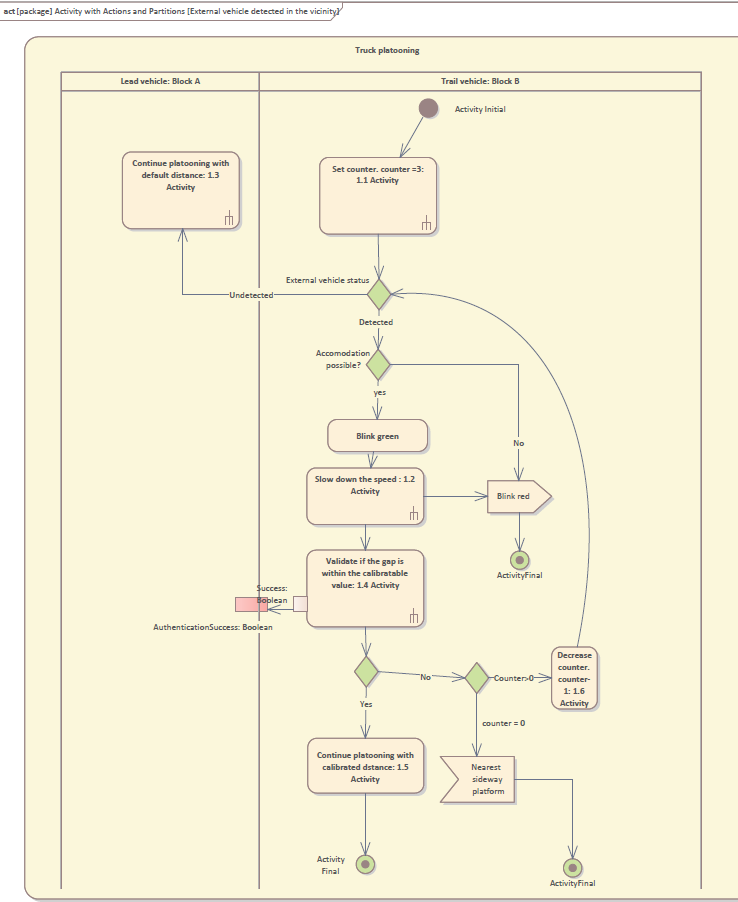 act [package] Activity with Actions and Partitions [External vehicle detected in the vicinity]
Truck platooning
Lead vehicle: Block A
Trail vehicle: Block B
Activity Initial
Continue platooning with
default distance: 1.3
Activity
Set counter. counter =3:
1.1 Activity
External vehicle status
Undetected
Detected
Accomodation
possible?
yes
Blink green
No
Slow down the speed : 1.2
Activity
Blink red
Validate if the gap is
within the calibratable
value: 1.4 Activity
ActivityFinal
Success:
Boolean
AuthenticationSuccess: Boolean
No
Counter>0
Decrease
counter.
counter-
1: 1.6
Activity
Yes
counter = 0
Continue platooning with
calibrated dstance: 1.5
Activity
Nearest
sideway
platform
Activity
Final
ActivityFinal